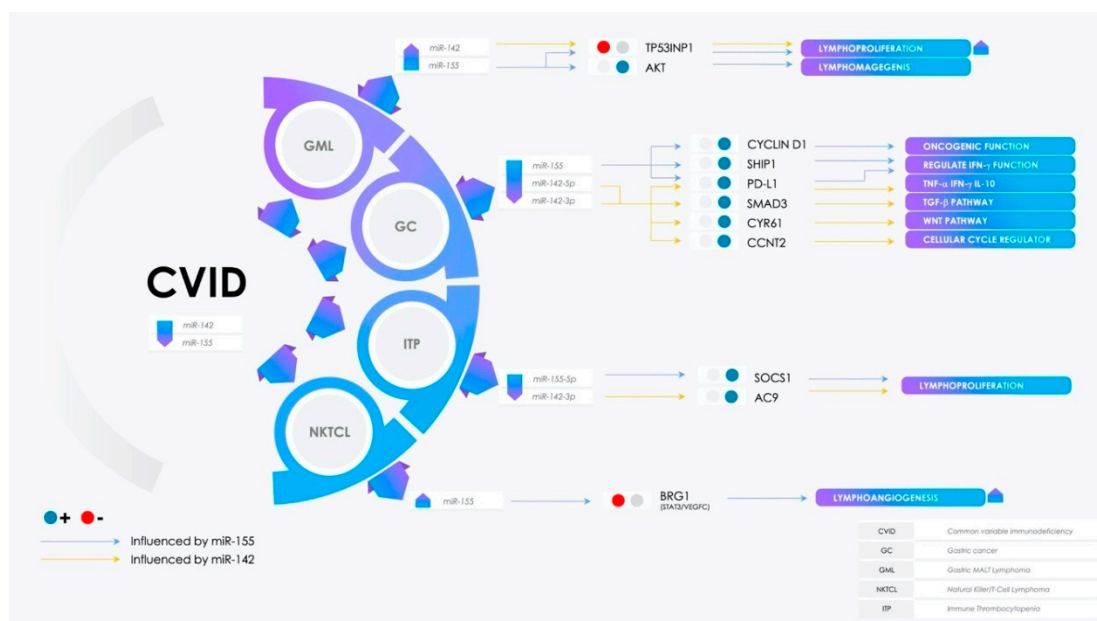 miR-142
miR-155
TP53INP1
AKT
LYMPHOPROLIFERATION
LYMPHOMAGEGENIS
GML
GC
ITP
NKTCL
CVID
miR-142
miR-155
miR-155
miR-142-5p
miR-142-3p
CYCLIN D1
SHIP1
PD-L1
SMAD3
CYR61
CCNT2
ONCOGENIC FUNCTION
REGULATE IFN-γ FUNCTION
TNF-α IFN-γ IL-10
TGF-β PATHWAY
WNT PATHWAY
CELLULAR CYCLE REGULATOR
miR-155-5p
miR-142-3p
SOCS1
AC9
LYMPHOPROLIFERATION
miR-155
BRG1
(STAT3/VEGFC)
LYMPHOANGIOGENESIS
+ -
Influenced by miR-155
Influenced by miR-142
CVID Common variable immunodeficiency
GC Gastric cancer
GML Gastric MALT Lymphoma
NKTCL Natural Killer/T-Cell Lymphoma
ITP Immune Thrombocytopenia